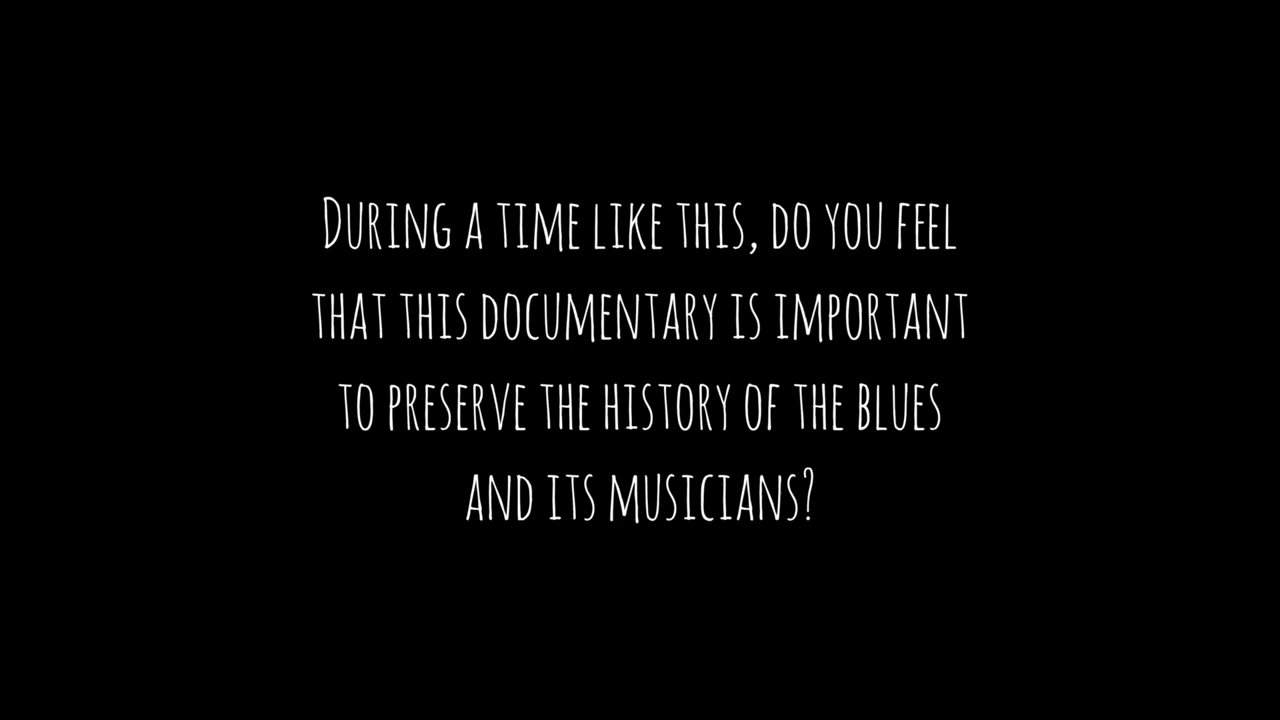 During a time like this, do you feel
that this documentary is important
to preserve the history of the blues
and its musicians?